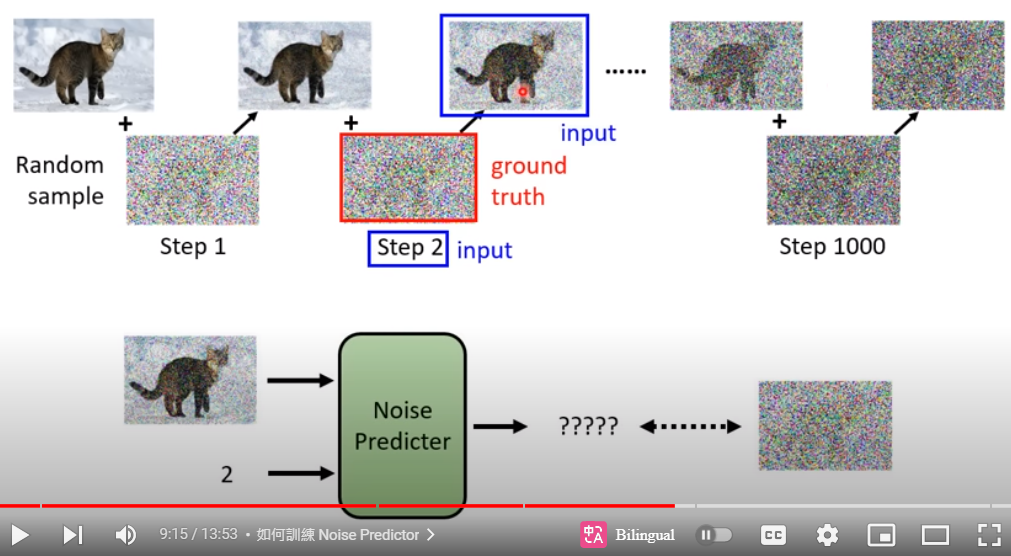 Random
sample
+
+
......
+
input
ground
truth
Step 1
Step 2
input
Step 1000
Noise
Predicter
?????
2
9:15 / 13:53 • 如何訓練 Noise Predictor
Bilingual
CC